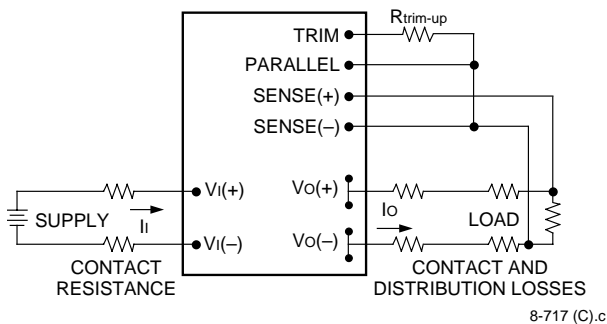 TRIM
Rtrim-up
PARALLEL
SENSE(+)
SENSE(–)
VI(+)
VO(+)
SUPPLY
II
IO
LOAD
VI(–)
VO(–)
CONTACT
RESISTANCE
CONTACT AND
DISTRIBUTION LOSSES
8-717 (C).c